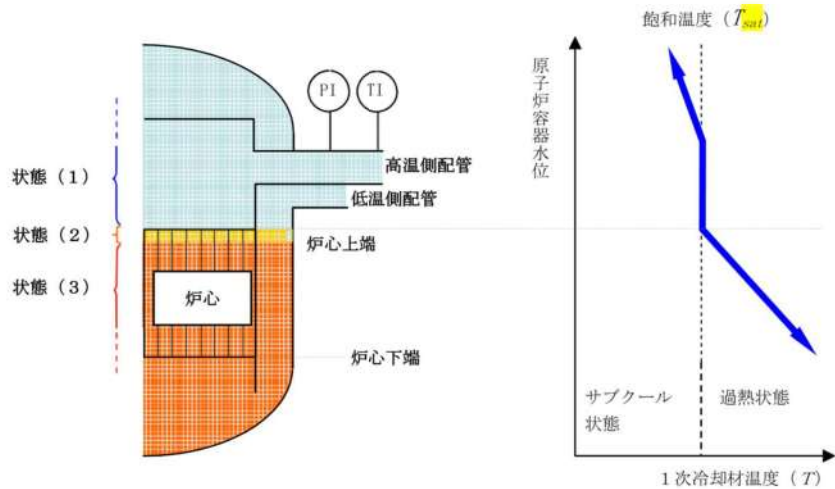 PI
TI
高温側配管
低温側配管
状態（1）
状態（2）
状態（3）
炉心上端
炉心
炉心下端
飽和温度（Tsat）
原子炉容器水位
サブクール
状態
過熱状態
1次冷却材温度（T）